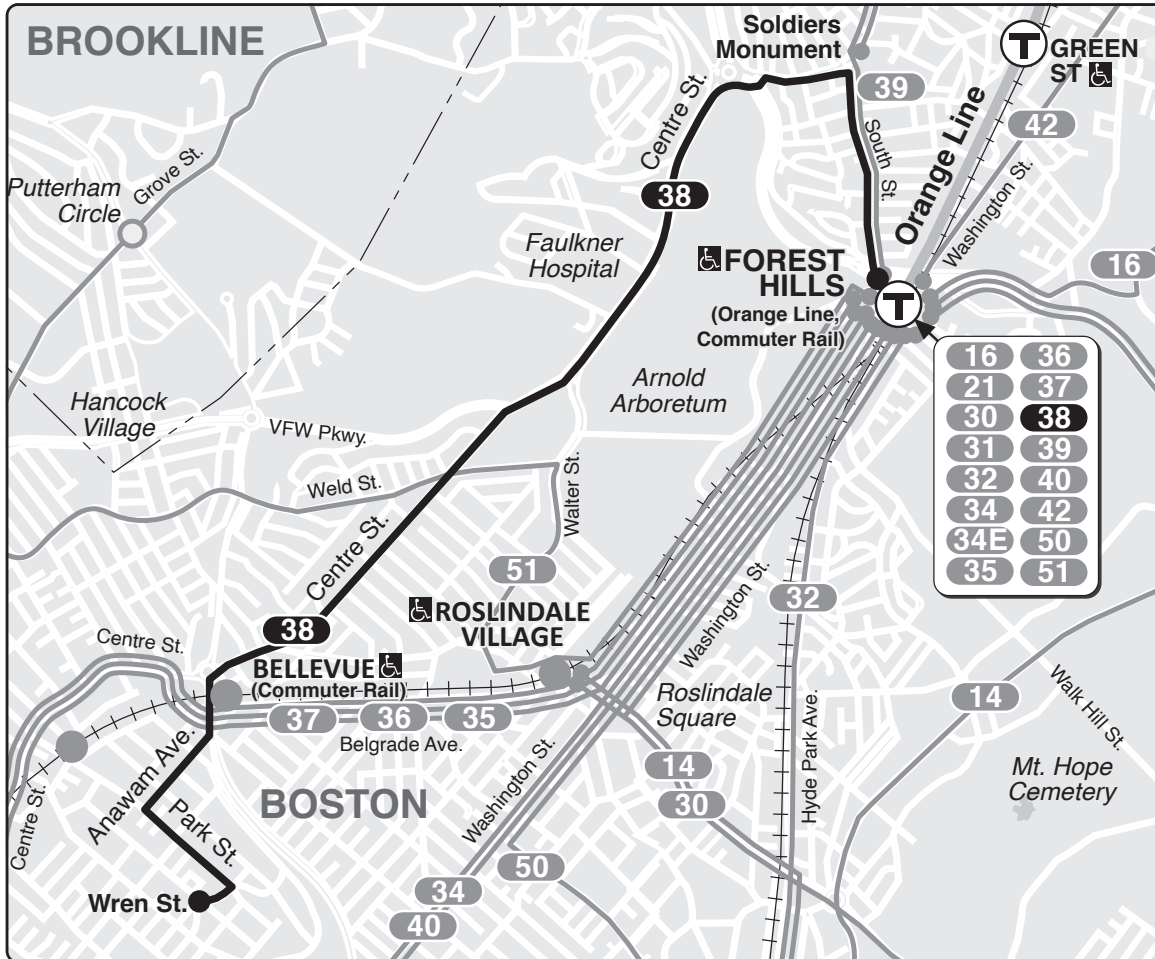 BROOKLINE
Soldiers
Monument
T
GREEN
ST
39
42
Centre St.
South St.
Orange Line
Washington St.
Putterham
Circle
Grove St.
38
Faulkner
Hospital
FOREST
HILLS
(Orange Line,
Commuter Rail)
T
16
16 36
21 37
30 38
31 39
32 40
34 42
34E 50
35 51
Arnold
Arboretum
Hancock
Village
VFW Pkwy.
Weld St.
Walter St.
Centre St.
51
38
ROSLINDALE
VILLAGE
Washington St.
32
Centre St.
BELLEVUE
(Commuter Rail)
37
36
35
Belgrade Ave.
Roslindale
Square
14
Walk Hill St.
Hyde Park Ave.
Mt. Hope
Cemetery
Centre St.
Anawam Ave.
Park St.
BOSTON
Washington St.
14
30
50
34
40
Wren St.